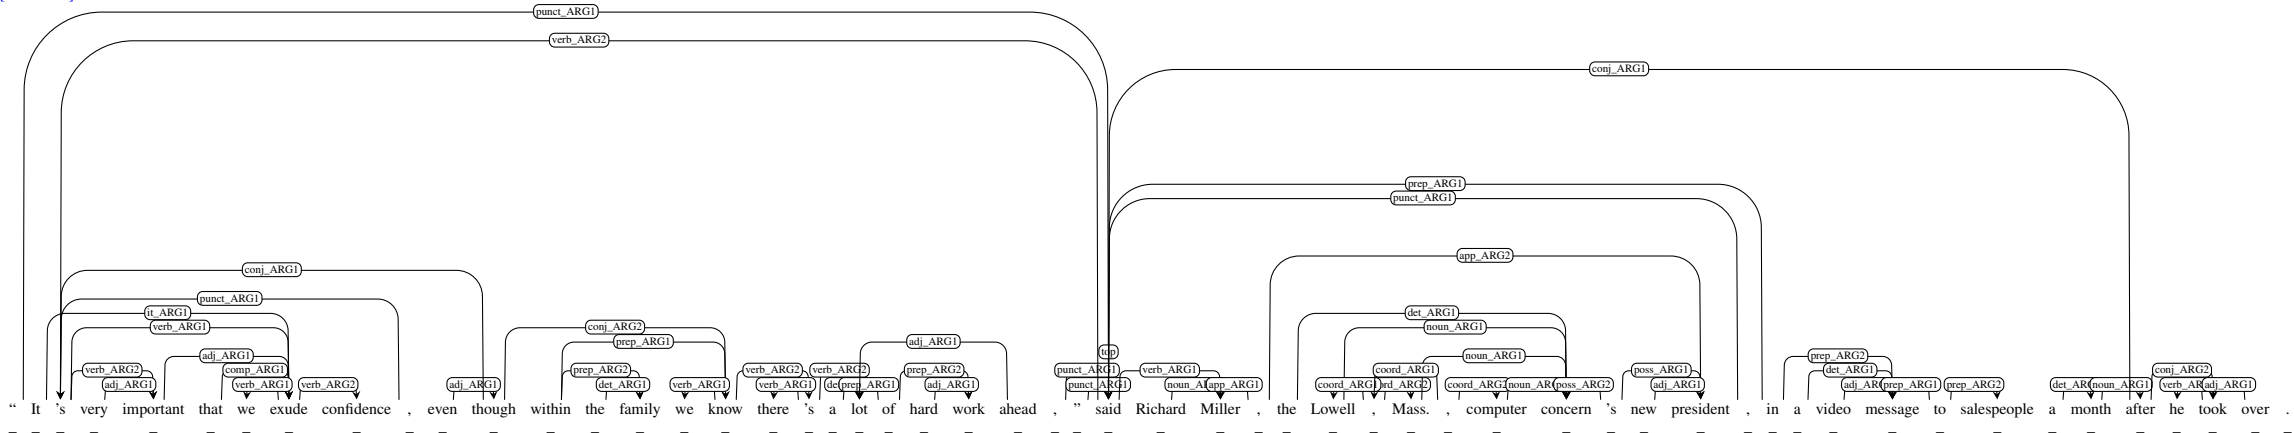 punct_ARG1
verb_ARG2
conj_ARG1
prep_ARG1
punct_ARG1
app_ARG2
conj_ARG1
punct_ARG1
it_ARG1 det_ARG1
verb_ARG1 conj_ARG2 noun_ARG1
prep_ARG1 adj_ARG1
top
adj_ARG1 noun_ARG1 prep_ARG2
verb_ARG2 comp_ARG1 prep_ARG2 verb_ARG2 verb_ARG2 prep_ARG2 punct_ARG1 verb_ARG1 coord_ARG1 poss_ARG1 det_ARG1 conj_ARG2
adj_ARG1 verb_ARG1 verb_ARG2 adj_ARG1 det_ARG1 verb_ARG1 verb_ARG1 prep_ARG1 adj_ARG1 punct_ARG1 app_ARG1 poss_ARG2 adj_ARG1 prep_ARG1 prep_ARG2 noun_ARG1 adj_ARG1
“ It ’s very important that we exude confidence , even though within the family we know there ’s a lot of hard work ahead , ” said Richard Miller , the Lowell , Mass. , computer concern ’s new president , in a video message to salespeople a month after he took over .
_ _ _ _ _ _ _ _ _ _ _ _ _ _ _ _ _ _ _ _ _ _ _ _ _ _ _ _ _ _ _ _ _ _ _ _ _ _ _ _ _ _ _ _ _ _ _ _ _ _ _ _ _ _ _ _